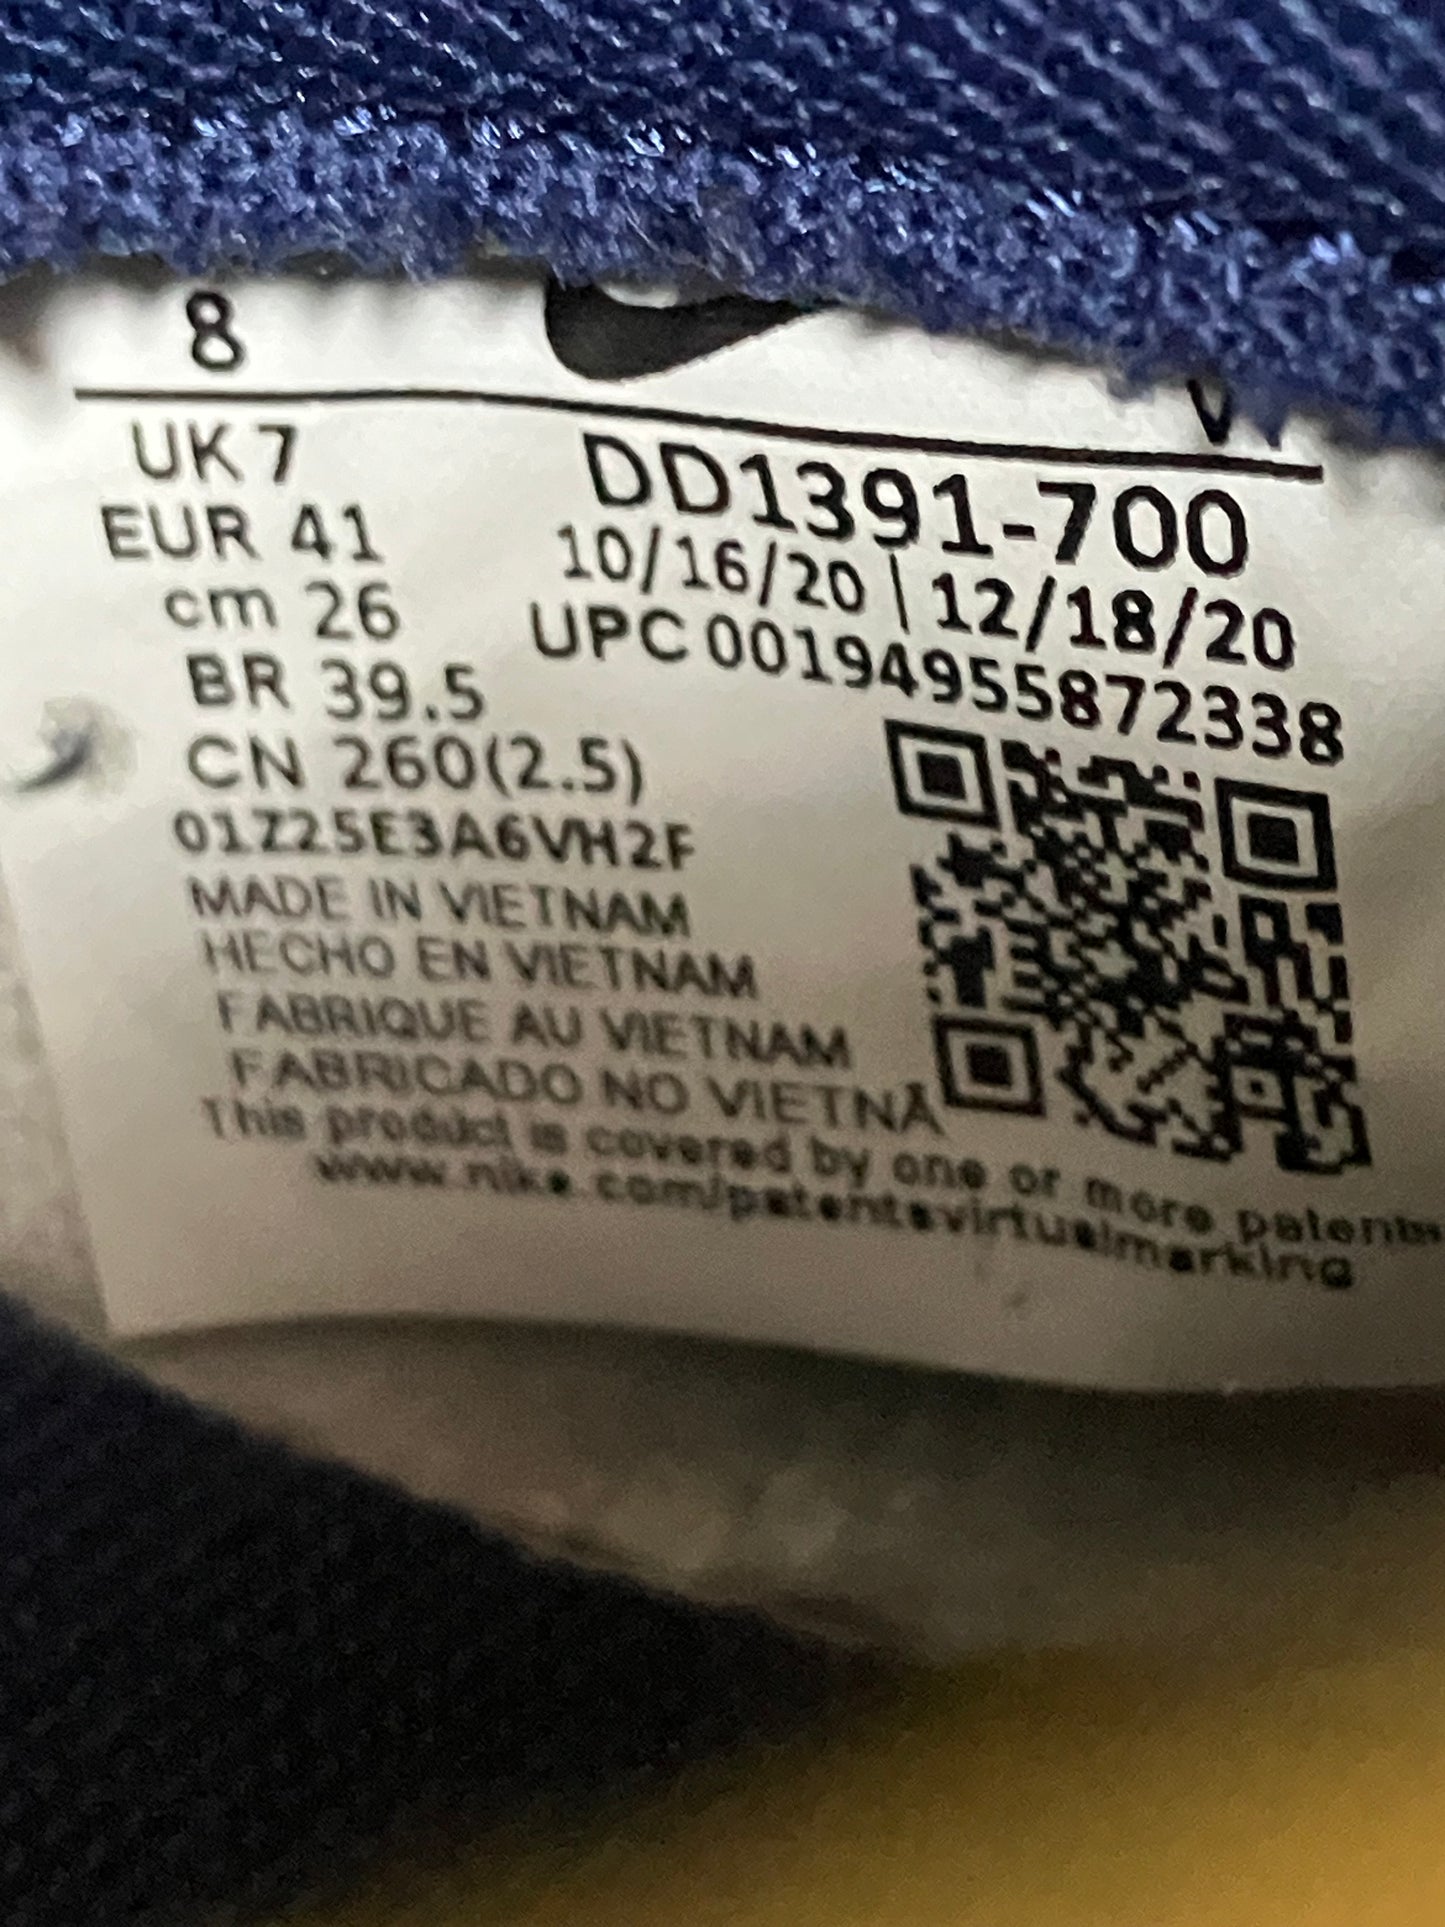 8
UK 7
EUR 41
cm 26
BR 39.5
CN 260(2.5)
01Z25E3A6VH2F
MADE IN VIETNAM
HECHO EN VIETNAM
FABRIQUE AU VIETNAM
FABRICADO NO VIETNÃ
DD1391-700
10/16/20 | 12/18/20
UPC 00194955872338
This product is covered by one or more patents
www.nike.com/patentsvirtualmarking